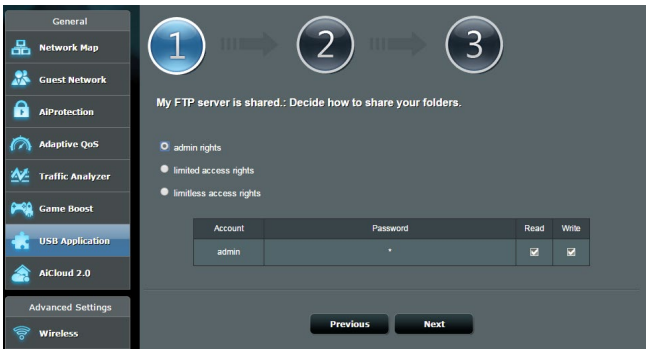 General
Network Map
Guest Network
AiProtection
Adaptive QoS
Traffic Analyzer
Game Boost
USB Application
AiCloud 2.0
Advanced Settings
Wireless
1 2 3
My FTP server is shared.: Decide how to share your folders.
admin rights
limited access rights
limitless access rights
Account Password Read Write
admin *
Previous Next